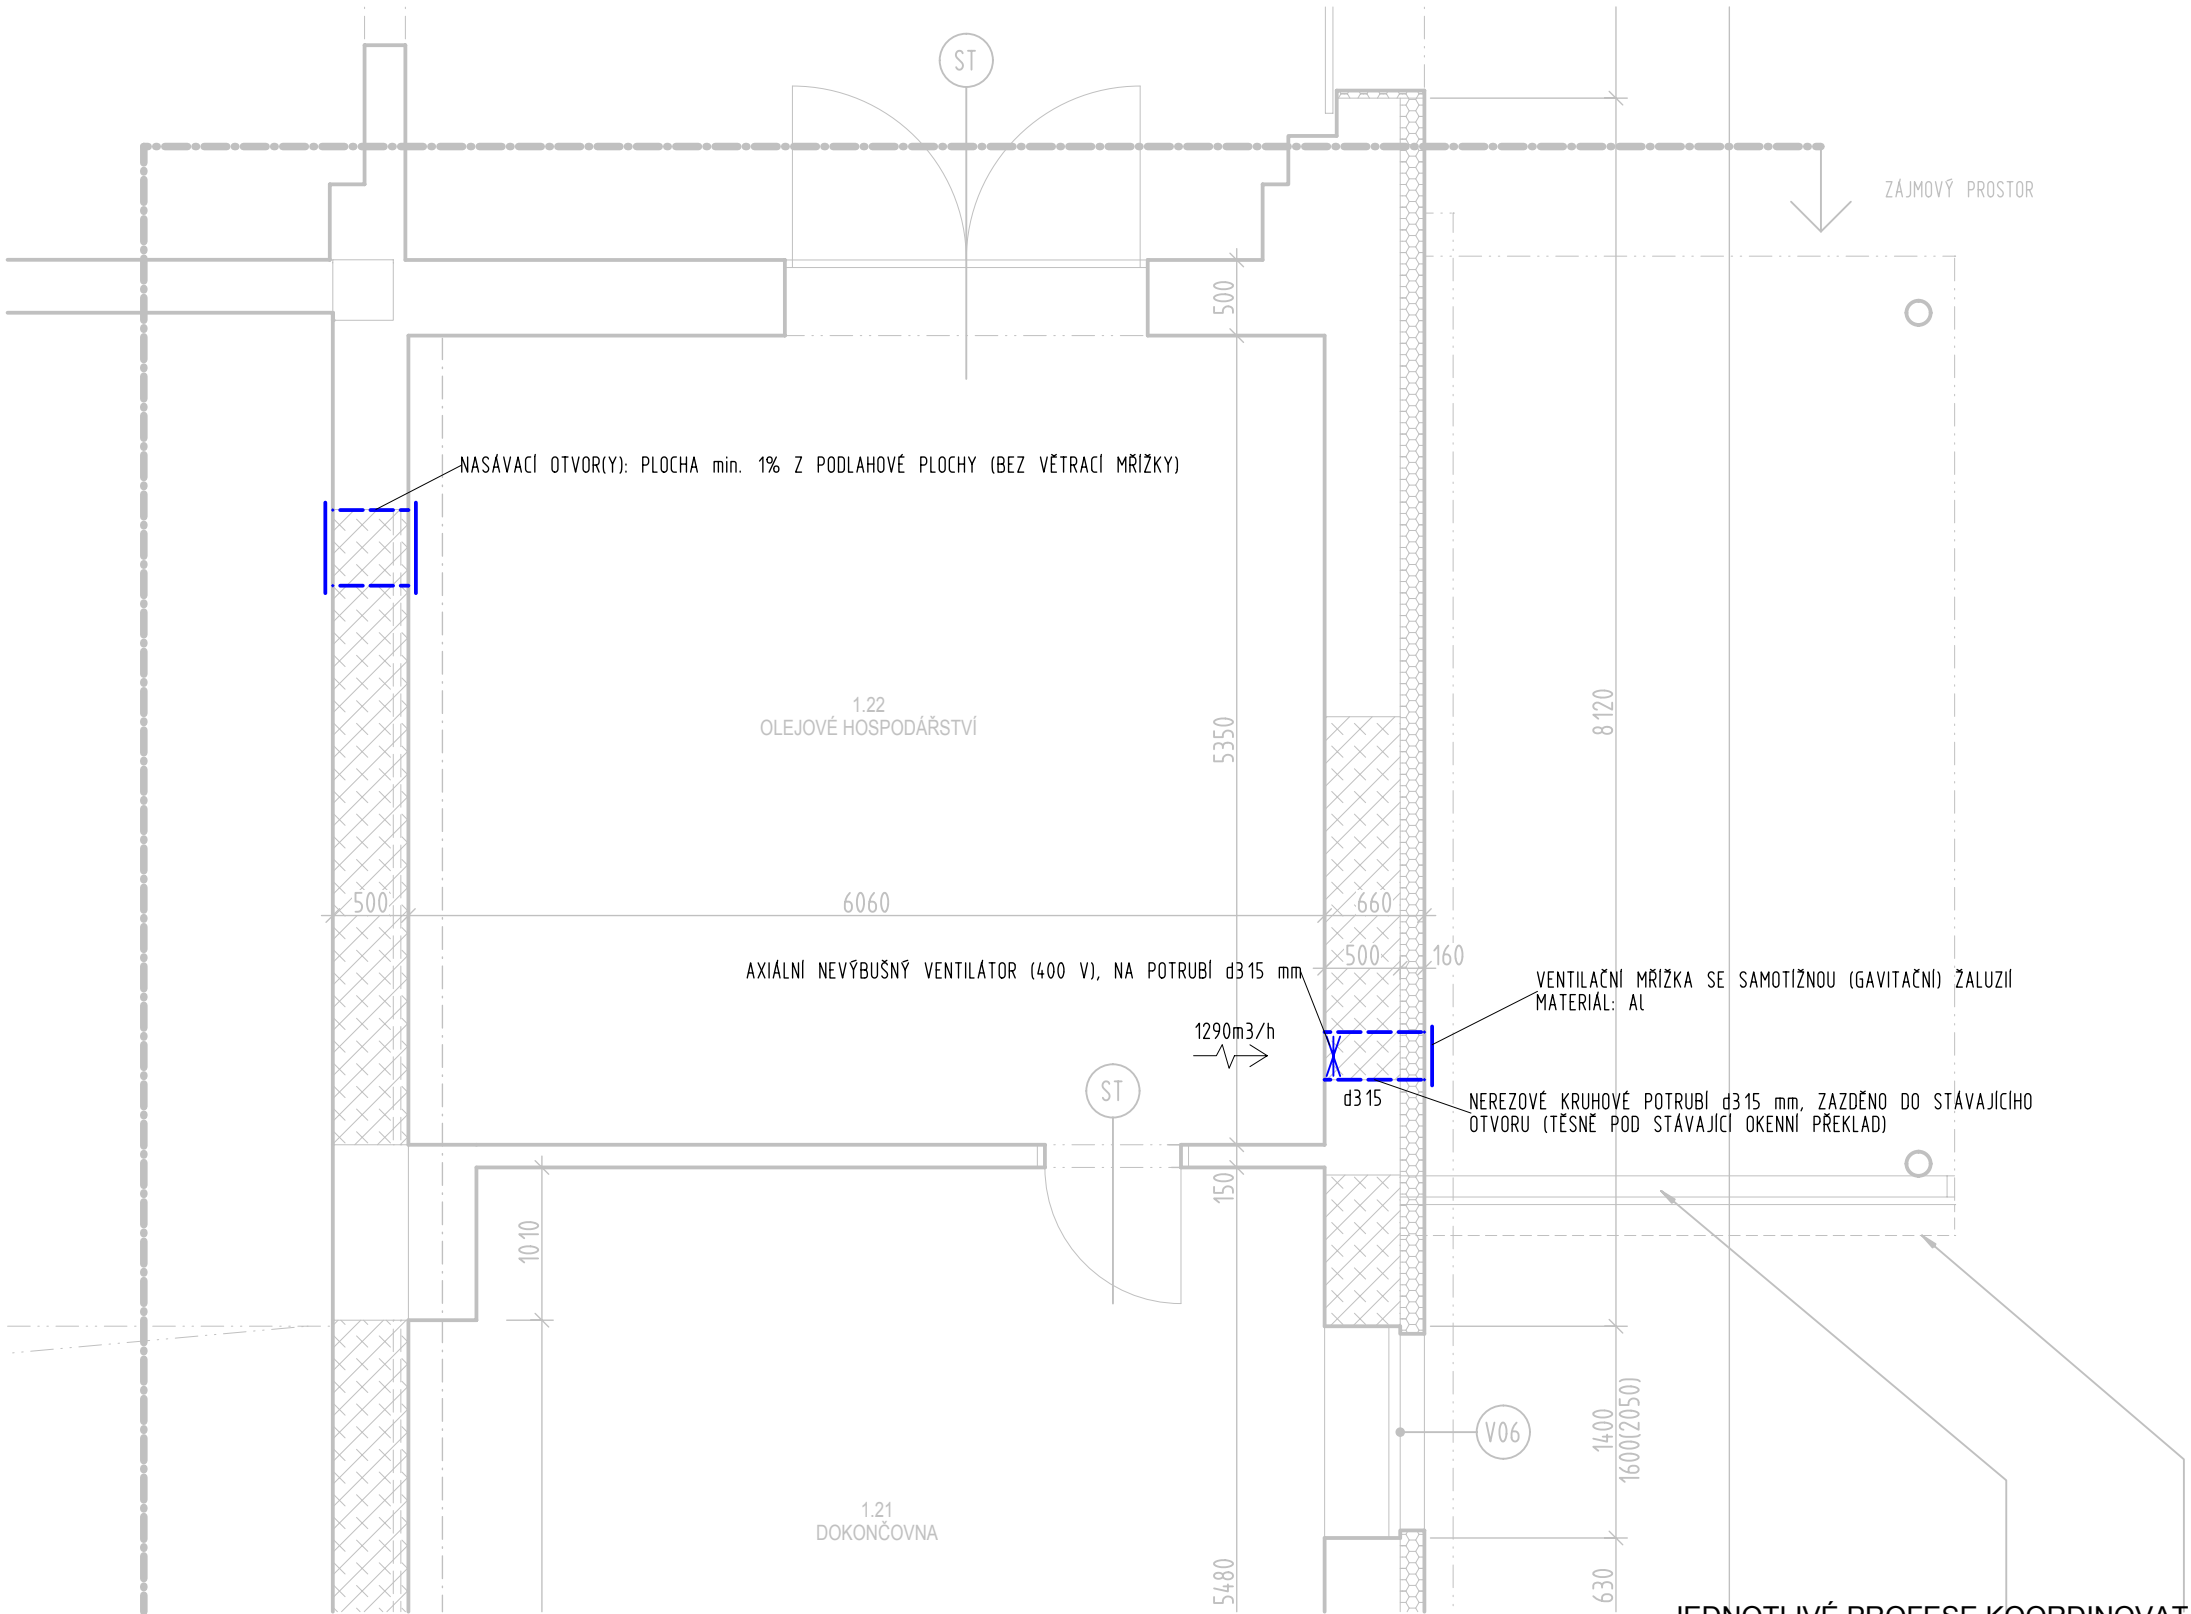 ST
ZÁJMOVÝ PROSTOR
500
NASÁVACÍ OTVOR(Y): PLOCHA min. 1% Z PODLAHOVÉ PLOCHY (BEZ VĚTRACÍ MŘÍŽKY)
1.22
OLEJOVÉ HOSPODÁŘSTVÍ
5350
8120
500
6060
660
500
160
AXIÁLNÍ NEVÝBUŠNÝ VENTILÁTOR (400 V), NA POTRUBÍ d315 mm
VENTILAČNÍ MŘÍŽKA SE SAMOTÍŽNOU (GAVITAČNÍ) ŽALUZIÍ
MATERIÁL: Al
1290m3/h
ST
d315
NEREZOVÉ KRUHOVÉ POTRUBÍ d315 mm, ZAZDĚNO DO STÁVAJÍCÍHO
OTVORU (TĚSNĚ POD STÁVAJÍCÍ OKENNÍ PŘEKLAD)
150
1010
1400
1600(2050)
V06
1.21
DOKONČOVNA
5480
630
JEDNOTLIVÉ PROFESE KOORDINOVAT